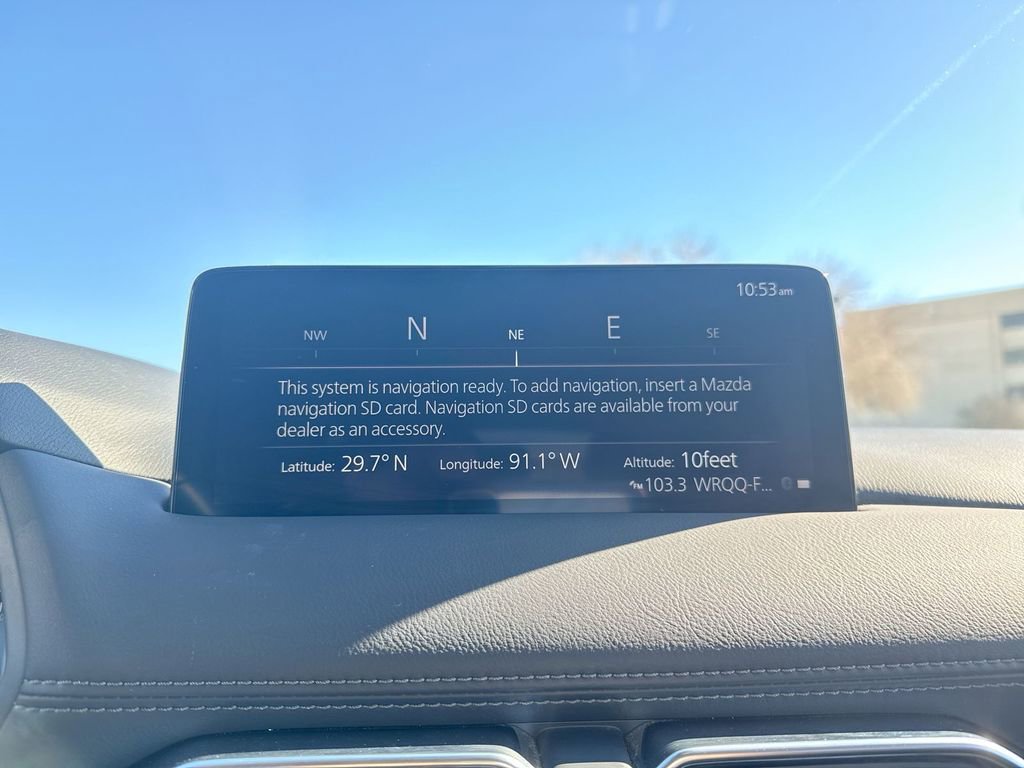 10:53am
NW N NE E SE
This system is navigation ready. To add navigation, insert a Mazda
navigation SD card. Navigation SD cards are available from your
dealer as an accessory.
Latitude: 29.7° N Longitude: 91.1° W Altitude: 10feet
FM 103.3 WRQQ-F...